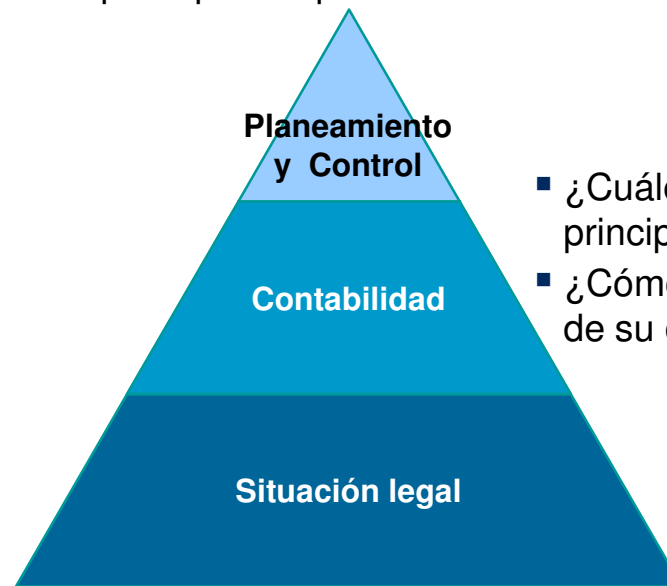 Planeamiento
y Control
■ ¿Cuál
princip
■ ¿Cóm
de su
Contabilidad
Situación legal